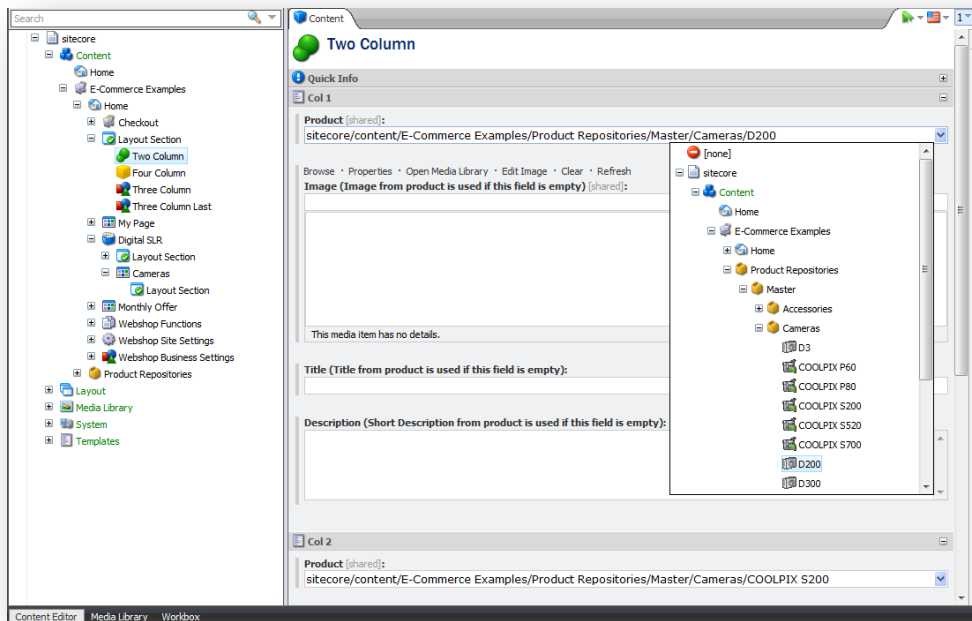 Search
sitecore
Content
Home
E-Commerce Examples
Home
Checkout
Layout Section
Two Column
Four Column
Three Column
Three Column Last
My Page
Digital SLR
Layout Section
Cameras
Layout Section
Monthly Offer
Webshop Functions
Webshop Site Settings
Webshop Business Settings
Product Repositories
Layout
Media Library
System
Templates
Content
1
Two Column
Quick Info
Col 1
Product [shared]:
sitecore/content/E-Commerce Examples/Product Repositories/Master/Cameras/D200
Browse · Properties · Open Media Library · Edit Image · Clear · Refresh
Image (Image from product is used if this field is empty) [shared]:
This media item has no details.
Title (Title from product is used if this field is empty):
Description (Short Description from product is used if this field is empty):
[none]
sitecore
Content
Home
E-Commerce Examples
Home
Product Repositories
Master
Accessories
Cameras
D3
COOLPIX P60
COOLPIX P80
COOLPIX S200
COOLPIX S520
COOLPIX S700
D200
D300
Col 2
Product [shared]:
sitecore/content/E-Commerce Examples/Product Repositories/Master/Cameras/COOLPIX S200
Content Editor Media Library Workbox